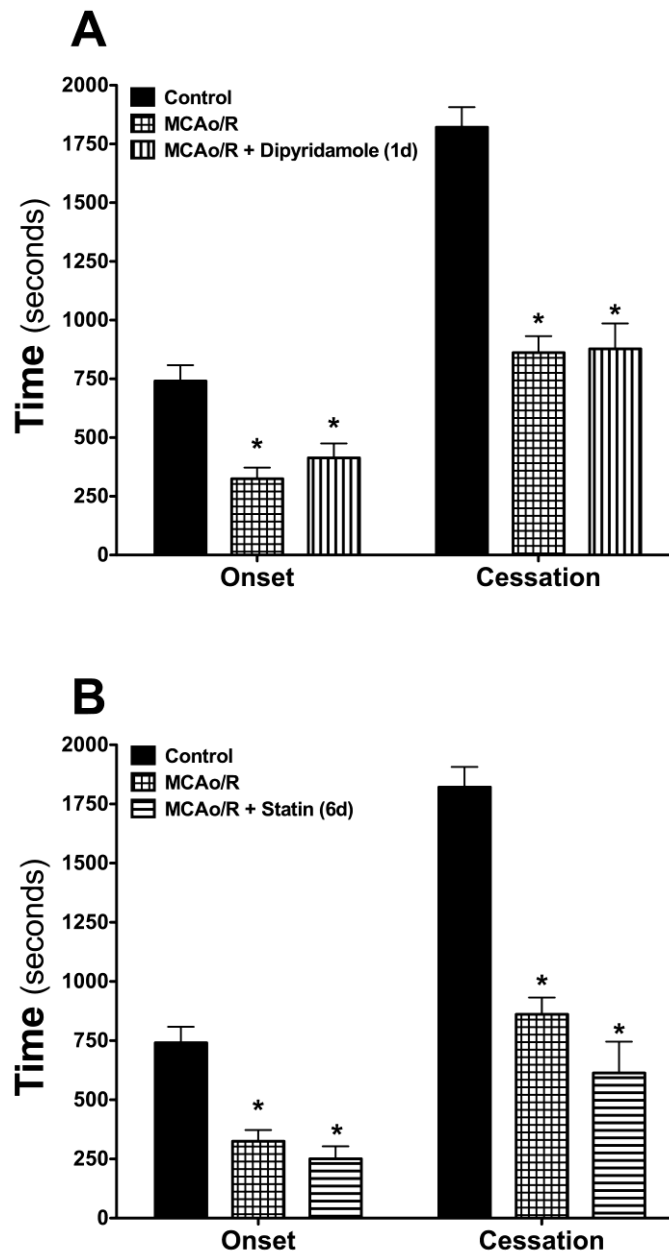 A
2000
Control
MCAo/R
MCAo/R + Dipyridamole (1d)
1750
1500
1250
1000
750
500
250
0
Time (seconds)
* * * *
Onset Cessation
B
2000
Control
MCAo/R
MCAo/R + Statin (6d)
1750
1500
1250
1000
750
500
250
0
Time (seconds)
* * * *
Onset Cessation